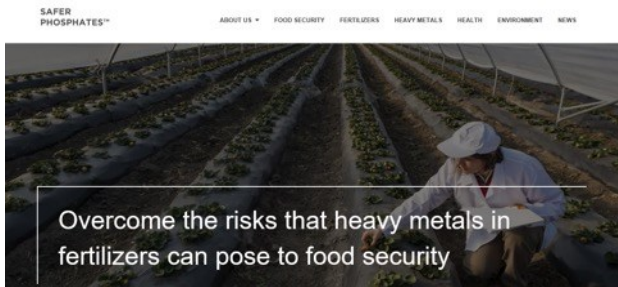 SAFER
PHOSPHATES™
ABOUT US ▾ FOOD SECURITY FERTILIZERS HEAVY METALS HEALTH ENVIRONMENT NEWS
Overcome the risks that heavy metals in
fertilizers can pose to food security